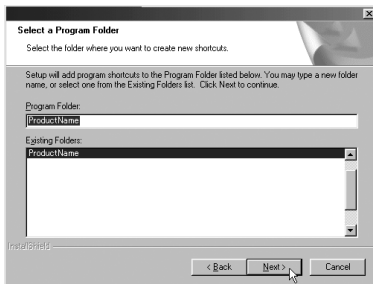 Select a Program Folder
Select the folder where you want to create new shortcuts.
Setup will add program shortcuts to the Program Folder listed below. You may type a new folder
name, or select one from the Existing Folders list. Click Next to continue.
Program Folder:
ProductName
Existing Folders:
ProductName
InstallShield
< Back
Next >
Cancel